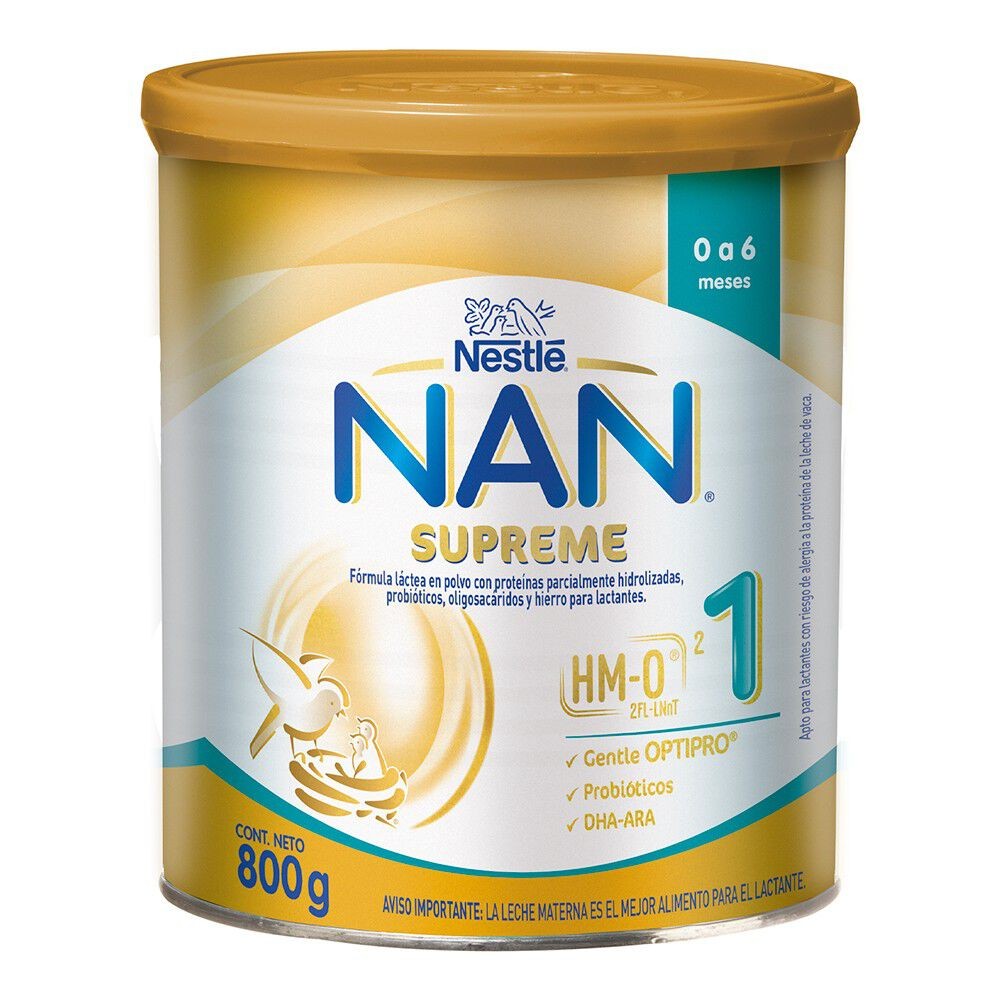 Nestlé
0 a 6
meses
Nestlé®
NAN®
SUPREME
Fórmula láctea en polvo con proteínas parcialmente hidrolizadas,
probióticos, oligosacáridos y hierro para lactantes.
HM-O® 2
2FL-LNnT
1
✓ Gentle OPTIPRO®
✓ Probióticos
✓ DHA-ARA
Apto para lactantes con riesgo de alergia a la proteína de la leche de vaca.
CONT. NETO
800 g
AVISO IMPORTANTE: LA LECHE MATERNA ES EL MEJOR ALIMENTO PARA EL LACTANTE.